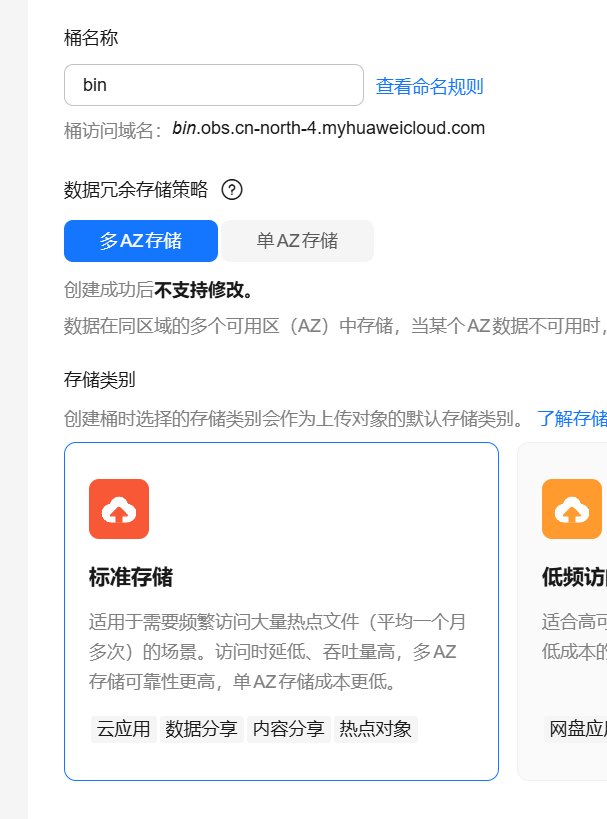 桶名称
bin 查看命名规则
桶访问域名： bin.obs.cn-north-4.myhuaweicloud.com
数据冗余存储策略 ?
多AZ存储 单AZ存储
创建成功后不支持修改。
数据在同区域的多个可用区（AZ）中存储，当某个AZ数据不可用时，
存储类别
创建桶时选择的存储类别会作为上传对象的默认存储类别。 了解存储
标准存储
适用于需要频繁访问大量热点文件（平均一个月
多次）的场景。访问时延低、吞吐量高，多AZ
存储可靠性更高，单AZ存储成本更低。
云应用 数据分享 内容分享 热点对象
低频访
适合高
低成本的
网盘应